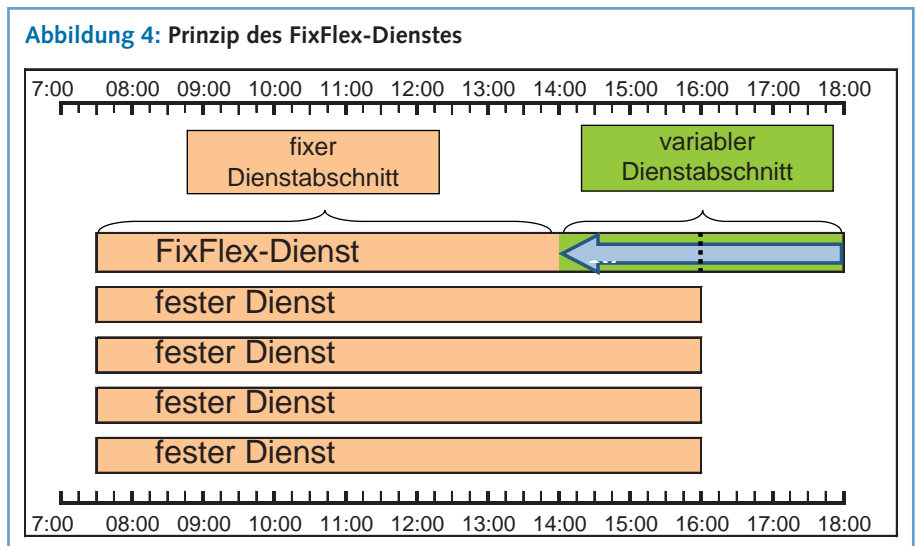 Abbildung 4: Prinzip des FixFlex-Dienstes
7:00 08:00 09:00 10:00 11:00 12:00 13:00 14:00 15:00 16:00 17:00 18:00
fixer
Dienstabschnitt
variabler
Dienstabschnitt
FixFlex-Dienst
fester Dienst
fester Dienst
fester Dienst
fester Dienst
7:00 08:00 09:00 10:00 11:00 12:00 13:00 14:00 15:00 16:00 17:00 18:00